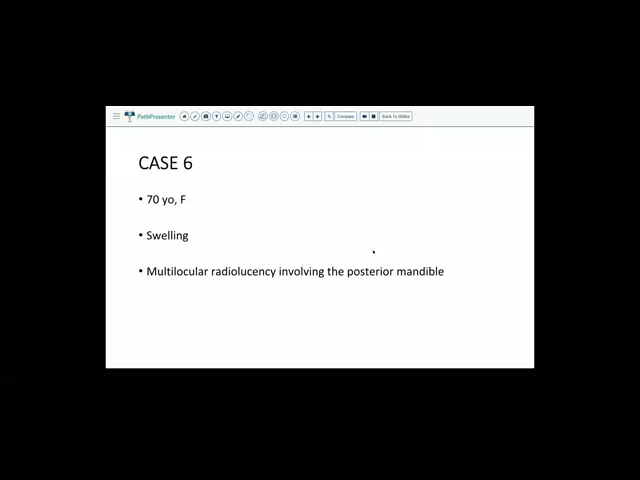 PathPresenter
Compare
Back To Slides
CASE 6
• 70 yo, F
• Swelling
• Multilocular radiolucency involving the posterior mandible